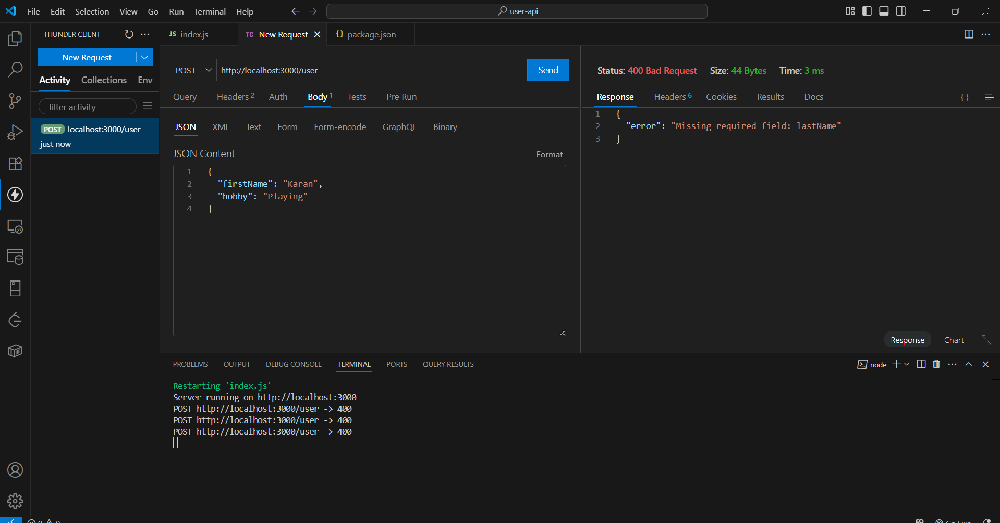 File Edit Selection View Go Run Terminal Help
user-api
THUNDER CLIENT
New Request
Activity Collections Env
filter activity
POST localhost:3000/user
just now
JS index.js
TC New Request
{} package.json
POST http://localhost:3000/user Send
Query Headers 2 Auth Body 1 Tests Pre Run
JSON XML Text Form Form-encode GraphQL Binary
JSON Content Format
1 {
2 "firstName": "Karan",
3 "hobby": "Playing"
4 }
Status: 400 Bad Request Size: 44 Bytes Time: 3 ms
Response Headers 6 Cookies Results Docs {}
1 {
2 "error": "Missing required field: lastName"
3 }
Response Chart
PROBLEMS OUTPUT DEBUG CONSOLE TERMINAL PORTS QUERY RESULTS
node
Restarting 'index.js'
Server running on http://localhost:3000
POST http://localhost:3000/user -> 400
POST http://localhost:3000/user -> 400
POST http://localhost:3000/user -> 400
0 0
Go Live